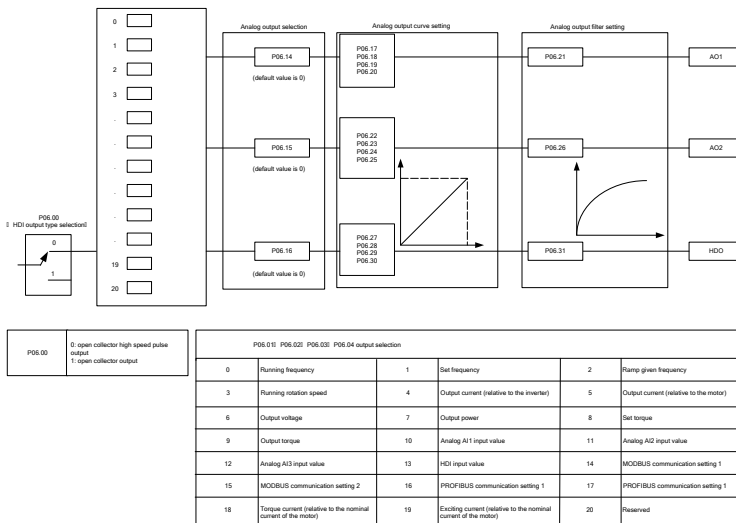 0
1
2
3
.
.
.
.
.
.
19
20
P06.00
HDI output type selection
0
1
Analog output selection
P06.14
(default value is 0)
P06.15
(default value is 0)
P06.16
(default value is 0)
Analog output curve setting
P06.17
P06.18
P06.19
P06.20
P06.22
P06.23
P06.24
P06.25
P06.27
P06.28
P06.29
P06.30
Analog output filter setting
P06.21
P06.26
P06.31
AO1
AO2
HDO
P06.00
0: open collector high speed pulse
output
1: open collector output
P06.01 P06.02 P06.03 P06.04 output selection
0 Running frequency 1 Set frequency 2 Ramp given frequency
3 Running rotation speed 4 Output current (relative to the inverter) 5 Output current (relative to the motor)
6 Output voltage 7 Output power 8 Set torque
9 Output torque 10 Analog AI1 input value 11 Analog AI2 input value
12 Analog AI3 input value 13 HDI input value 14 MODBUS communication setting 1
15 MODBUS communication setting 2 16 PROFIBUS communication setting 1 17 PROFIBUS communication setting 1
18 Torque current (relative to the nominal
current of the motor) 19 Exciting current (relative to the nominal
current of the motor) 20 Reserved